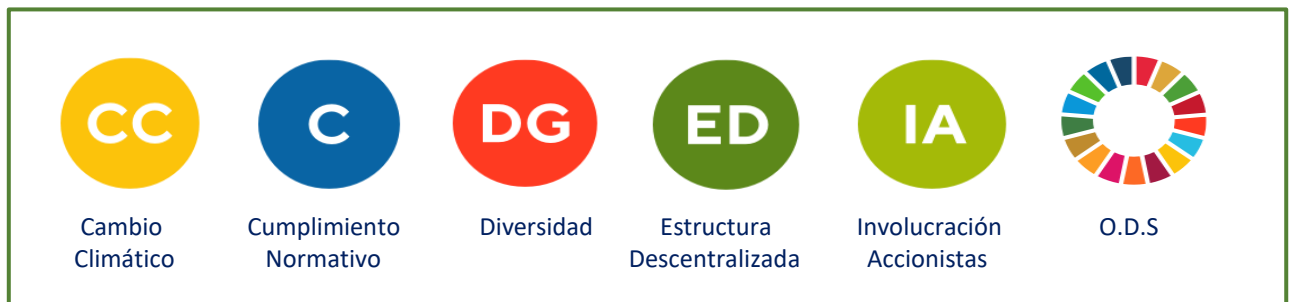 CC
C
DG
ED
IA
Cambio
Climático
Cumplimiento
Normativo
Diversidad
Estructura
Descentralizada
Involucración
Accionistas
O.D.S